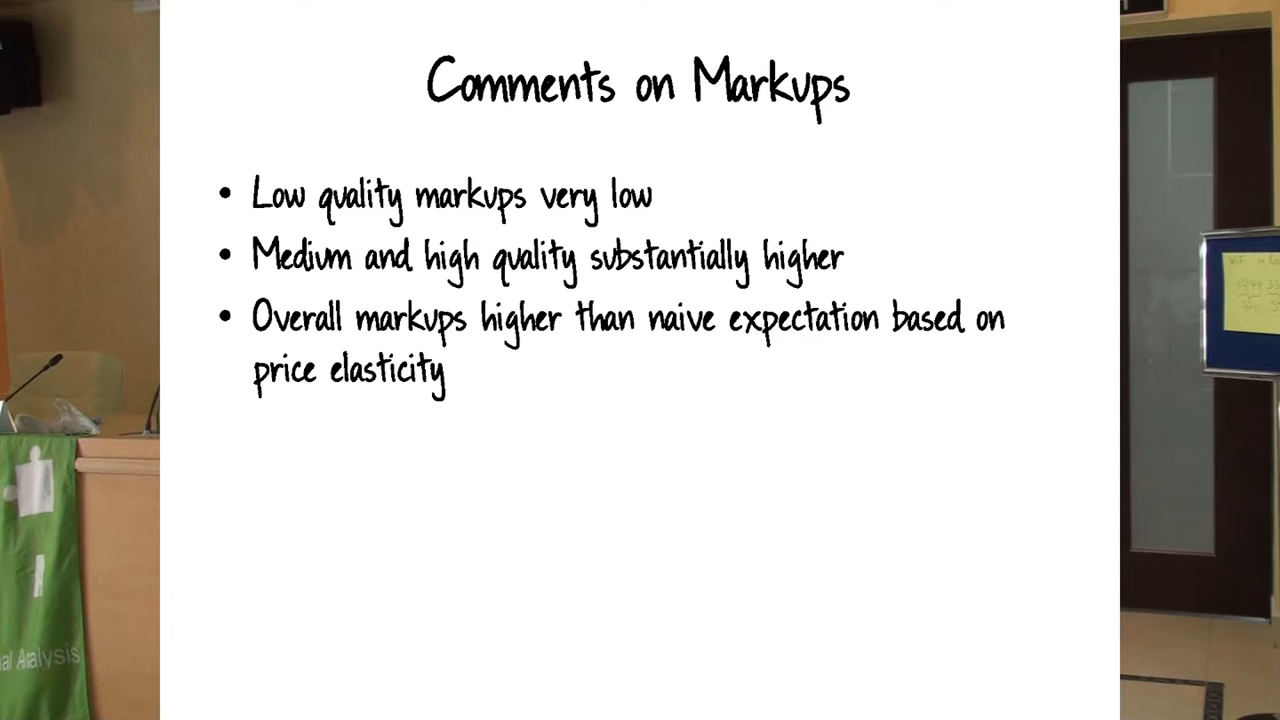 Comments on Markups
• Low quality markups very low
• Medium and high quality substantially higher
• Overall markups higher than naive expectation based on
price elasticity
Analysis